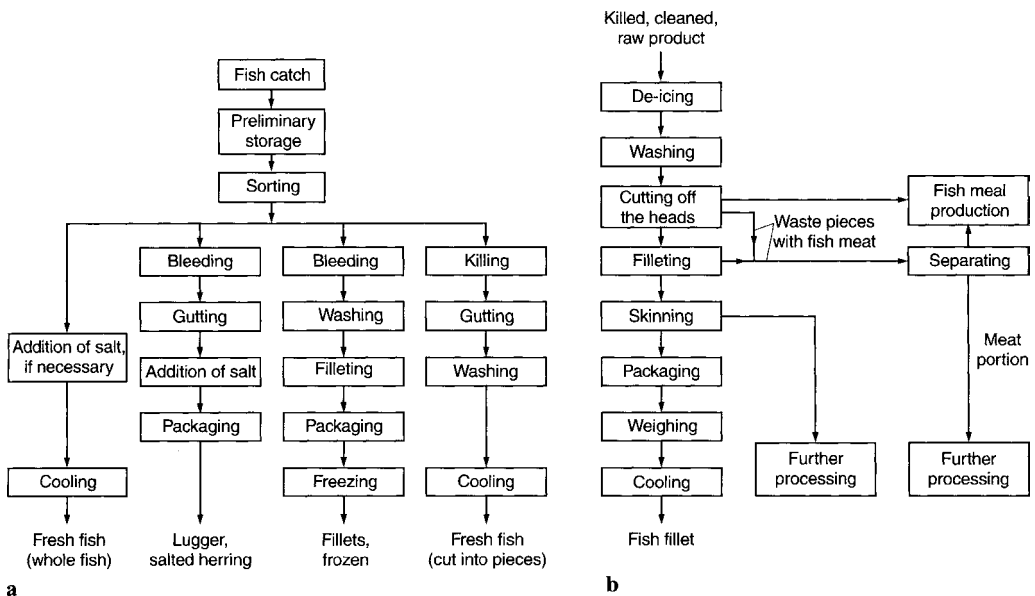 Fish catch
Preliminary
storage
Sorting
Addition of salt,
if necessary
Cooling
Fresh fish
(whole fish)
Bleeding
Gutting
Addition of salt
Packaging
Lugger,
salted herring
Bleeding
Washing
Filleting
Packaging
Freezing
Fillets,
frozen
Killing
Gutting
Washing
Cooling
Fresh fish
(cut into pieces)
a
Killed, cleaned,
raw product
De-icing
Washing
Cutting off
the heads
Filleting
Skinning
Packaging
Weighing
Cooling
Fish fillet
Waste pieces
with fish meat
Fish meal
production
Separating
Meat
portion
Further
processing
Further
processing
b